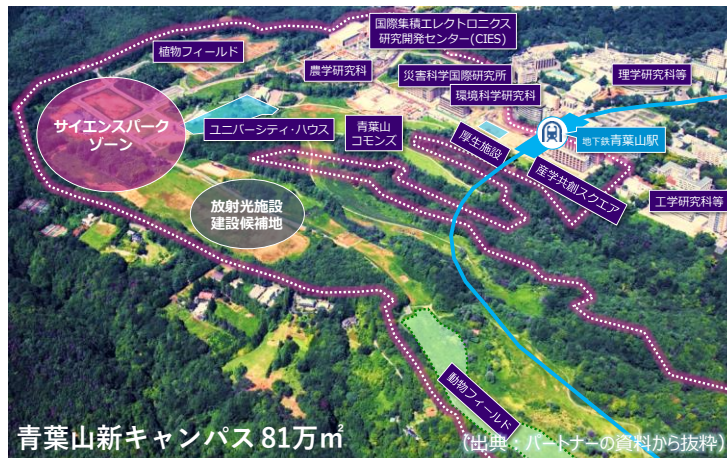 国際集積エレクトロニクス
研究開発センター(CIES)
植物フィールド
農学研究科
災害科学国際研究所
環境科学研究科
理学研究科等
サイエンスパーク
ゾーン
ユニバーシティ・ハウス
青葉山
コモンズ
厚生施設
地下鉄青葉山駅
産学共創スクエア
放射光施設
建設候補地
工学研究科等
動物フィールド
青葉山新キャンパス 81万㎡
(出典：パートナーの資料から抜粋)